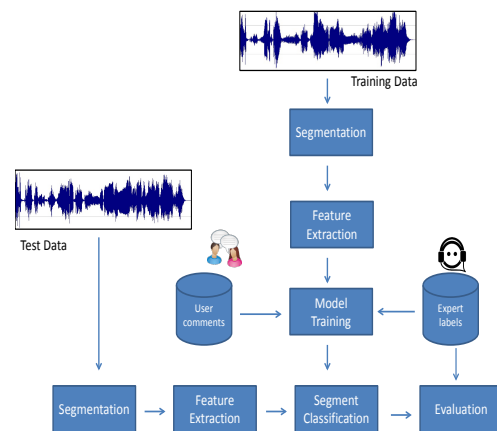 Training Data
Segmentation
Test Data
Feature
Extraction
User
comments
Model
Training
Expert
labels
Segmentation
Feature
Extraction
Segment
Classification
Evaluation